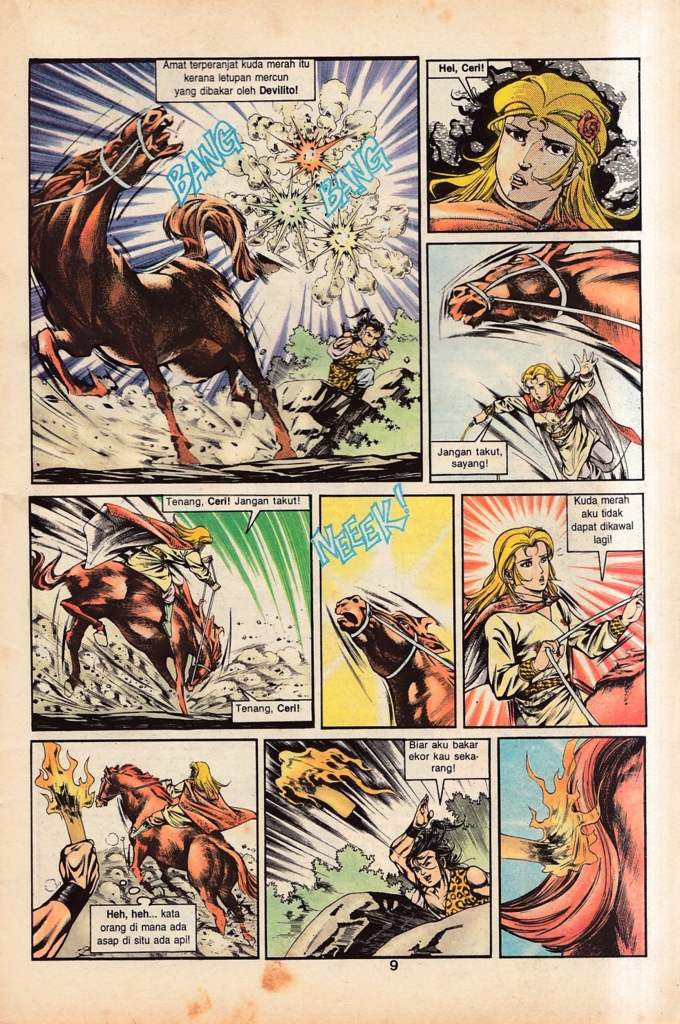 Amat terperanjat kuda merah itu
kerana letupan mercun
yang dibakar oleh Devilito!
BANG
BANG
Hei, Ceri!
Jangan takut,
sayang!
Tenang, Ceri! Jangan takut!
Tenang, Ceri!
NEEEK!
Kuda merah
aku tidak
dapat dikawal
lagi!
Heh, heh... kata
orang di mana ada
asap di situ ada api!
Biar aku bakar
ekor kau seka-
rang!
9